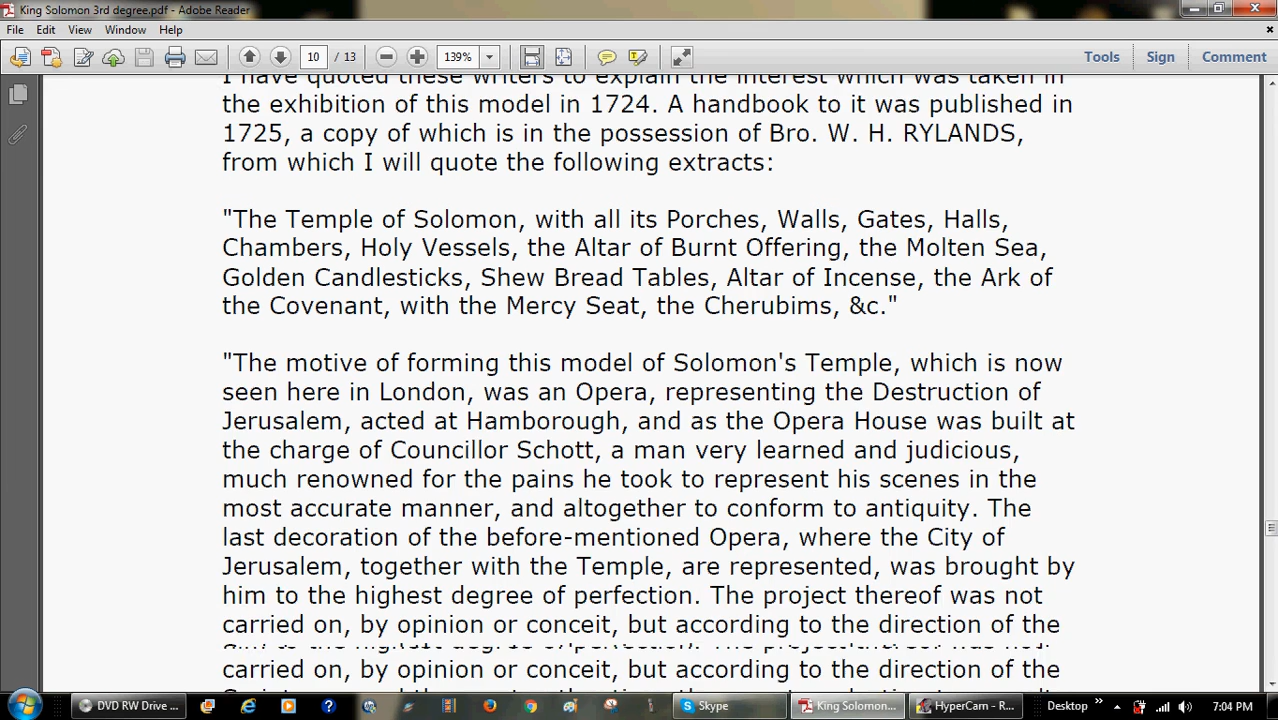 King Solomon 3rd degree.pdf - Adobe Reader
File Edit View Window Help
10 / 13 139% Tools Sign Comment
I have quoted these writers to explain the interest which was taken in
the exhibition of this model in 1724. A handbook to it was published in
1725, a copy of which is in the possession of Bro. W. H. RYLANDS,
from which I will quote the following extracts:
"The Temple of Solomon, with all its Porches, Walls, Gates, Halls,
Chambers, Holy Vessels, the Altar of Burnt Offering, the Molten Sea,
Golden Candlesticks, Shew Bread Tables, Altar of Incense, the Ark of
the Covenant, with the Mercy Seat, the Cherubims, &c."
"The motive of forming this model of Solomon's Temple, which is now
seen here in London, was an Opera, representing the Destruction of
Jerusalem, acted at Hamborough, and as the Opera House was built at
the charge of Councillor Schott, a man very learned and judicious,
much renowned for the pains he took to represent his scenes in the
most accurate manner, and altogether to conform to antiquity. The
last decoration of the before-mentioned Opera, where the City of
Jerusalem, together with the Temple, are represented, was brought by
him to the highest degree of perfection. The project thereof was not
carried on, by opinion or conceit, but according to the direction of the
carried on, by opinion or conceit, but according to the direction of the
DVD RW Drive ... Skype King Solomon... HyperCam - R... Desktop 7:04 PM